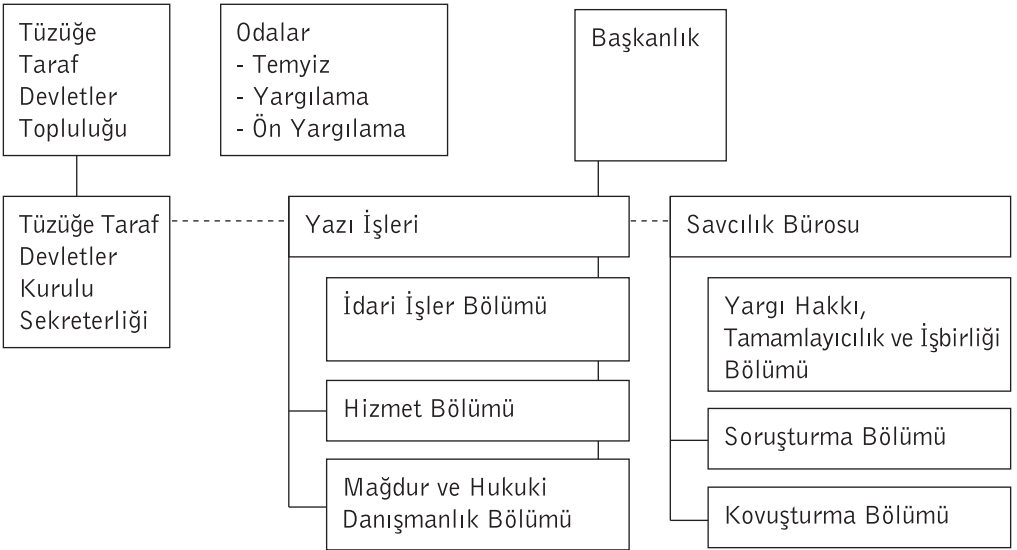 Tüzüğe
Taraf
Devletler
Topluluğu
Odalar
- Temyiz
- Yargılama
- Ön Yargılama
Başkanlık
Tüzüğe Taraf
Devletler
Kurulu
Sekreterliği
Yazı İşleri
İdari İşler Bölümü
Hizmet Bölümü
Mağdur ve Hukuki
Danışmanlık Bölümü
Savcılık Bürosu
Yargı Hakkı,
Tamamlayıcılık ve İşbirliği
Bölümü
Soruşturma Bölümü
Kovuşturma Bölümü